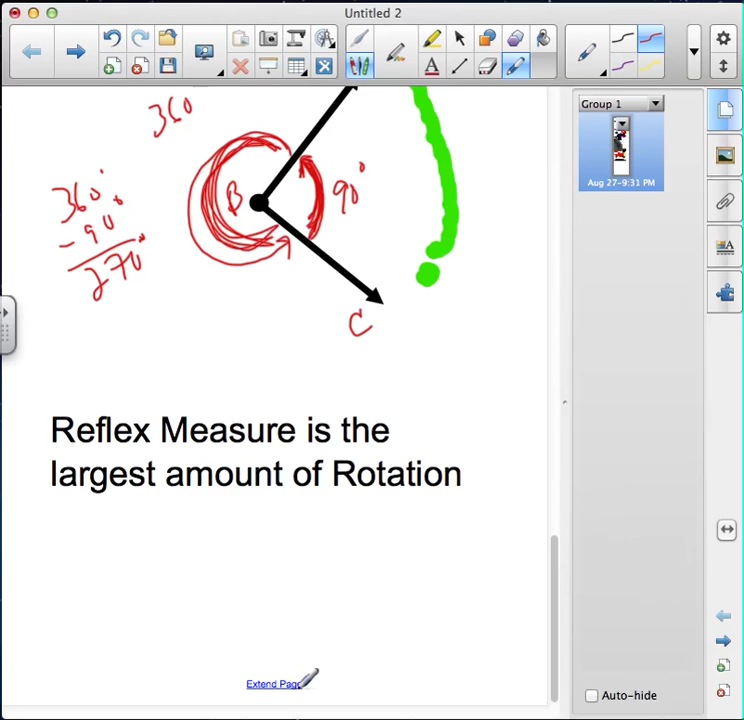 Untitled 2
Group 1
Aug 27-9:31 PM
360
360°
- 90°
270°
B
90°
C
Reflex Measure is the
largest amount of Rotation
Extend Page
Auto-hide